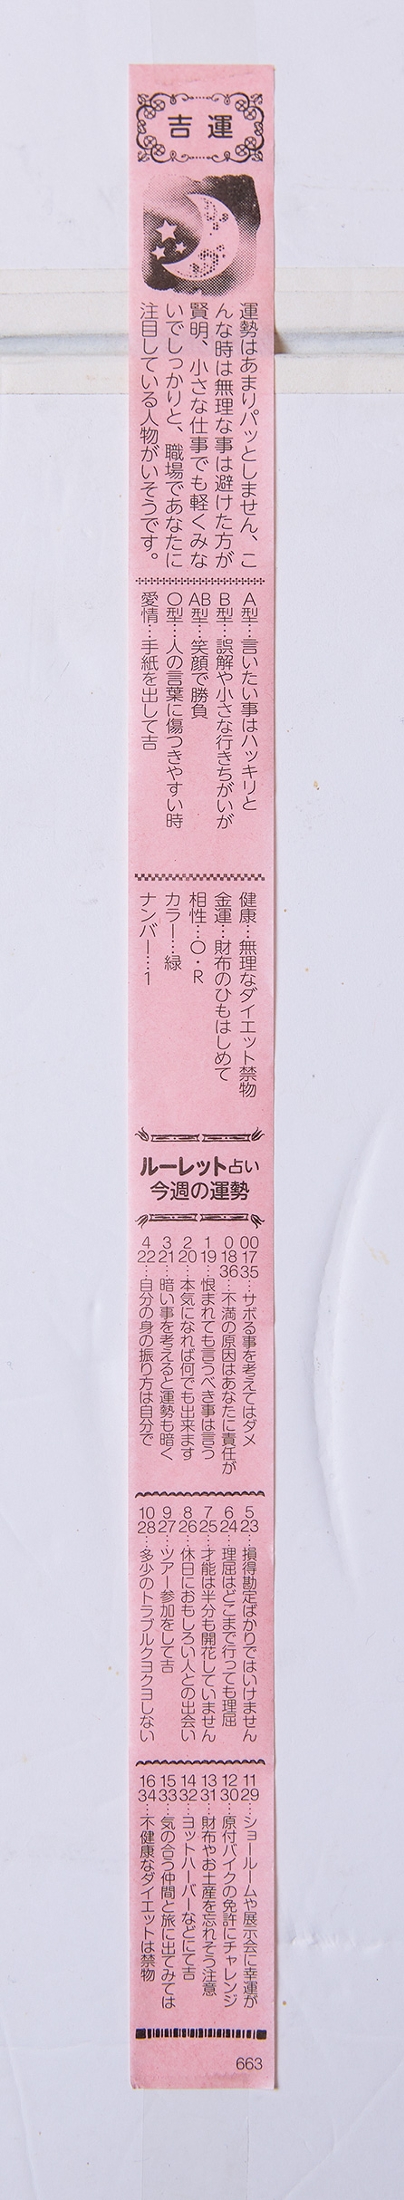 吉運
運勢はあまりパッとしません、こ
んな時は無理な事は避けた方が
賢明、小さな仕事でも軽くみな
いでしっかりと、職場であなたに
注目している人物がいそうです。
A型…言いたい事はハッキリと
B型…誤解や小さな行きちがいが
AB型…笑顔で勝負
O型…人の言葉に傷つきやすい時
愛情…手紙を出して吉
健康…無理なダイエット禁物
金運…財布のひもはしめて
相性…O・R
カラー…緑
ナンバー…1
ルーレット占い
今週の運勢
00 17 35…サボる事を考えてはダメ
0 18 36…不満の原因はあなたに責任が
1 19…恨まれても言うべき事は言う
2 20…本気になれば何でも出来ます
3 21…暗い事を考えると運勢も暗く
4 22…自分の身の振り方は自分で
5 23…損得勘定ばかりではいけません
6 24…理屈はどこまで行っても理屈
7 25…才能は半分も開花していません
8 26…休日におもしろい人との出会い
9 27…ツアー参加をして吉
10 28…多少のトラブルクヨクヨしない
11 29…ショールームや展示会に幸運が
12 30…原付バイクの免許にチャレンジ
13 31…財布やお土産を忘れそう注意
14 32…ヨットハーバーなどにて吉
15 33…気の合う仲間と旅に出てみては
16 34…不健康なダイエットは禁物
663